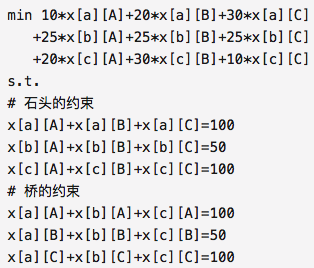 min 10*x[a][A]+20*x[a][B]+30*x[a][C]
+25*x[b][A]+25*x[b][B]+25*x[b][C]
+20*x[c][A]+30*x[c][B]+10*x[c][C]
s.t.
# 石头的约束
x[a][A]+x[a][B]+x[a][C]=100
x[b][A]+x[b][B]+x[b][C]=50
x[c][A]+x[c][B]+x[c][C]=100
# 桥的约束
x[a][A]+x[b][A]+x[c][A]=100
x[a][B]+x[b][B]+x[c][B]=50
x[a][C]+x[b][C]+x[c][C]=100